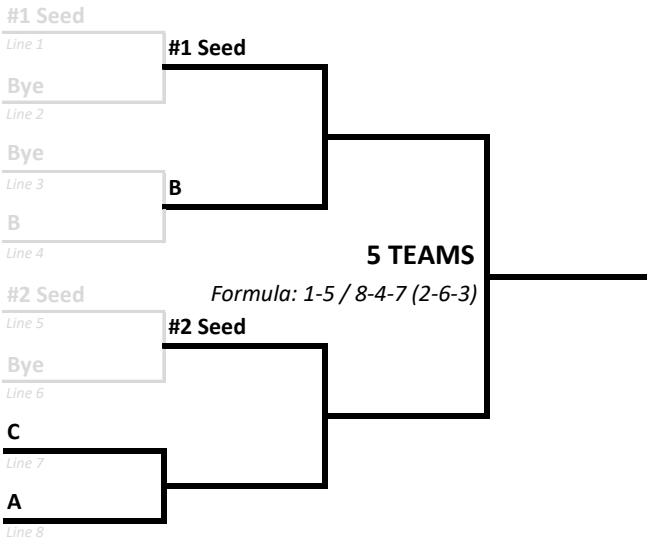 #1 Seed
Line 1
#1 Seed
Bye
Line 2
Bye
Line 3
B
B
Line 4
5 TEAMS
#2 Seed
Formula: 1-5 / 8-4-7 (2-6-3)
Line 5
#2 Seed
Bye
Line 6
C
Line 7
A
Line 8